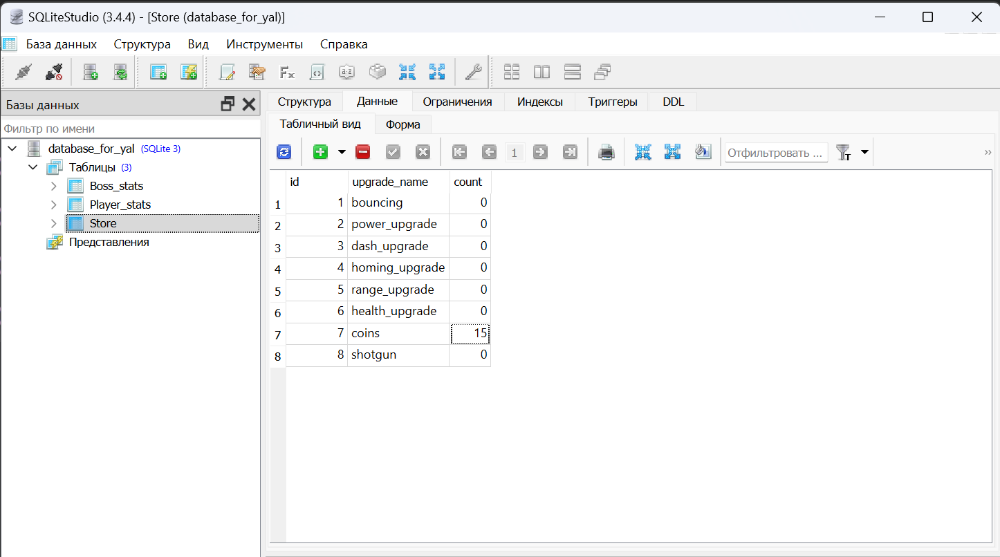 SQLiteStudio (3.4.4) - [Store (database_for_yal)]
База данных Структура Вид Инструменты Справка
Базы данных
Фильтр по имени
database_for_yal (SQLite 3)
Таблицы (3)
Boss_stats
Player_stats
Store
Представления
Структура Данные Ограничения Индексы Триггеры DDL
Табличный вид Форма
1 Отфильтровать ...
id upgrade_name count
1 1 bouncing 0
2 2 power_upgrade 0
3 3 dash_upgrade 0
4 4 homing_upgrade 0
5 5 range_upgrade 0
6 6 health_upgrade 0
7 7 coins 15
8 8 shotgun 0